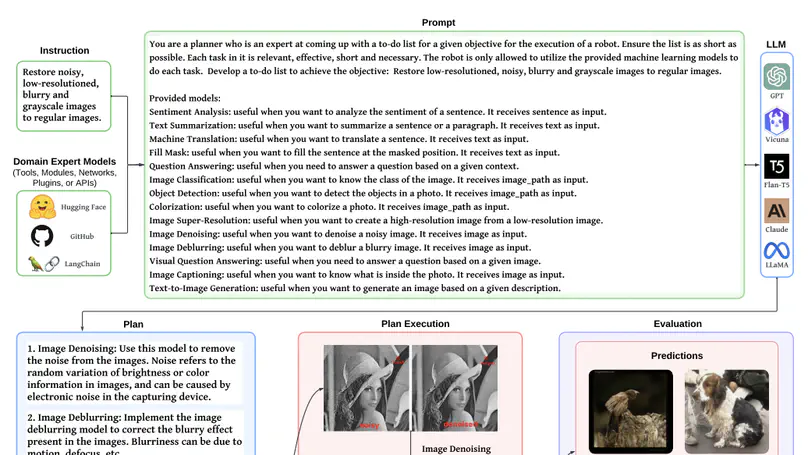 Prompt
Instruction
Restore noisy,
low-resolutioned,
blurry and
grayscale images
to regular images.
Domain Expert Models
(Tools, Modules, Networks,
Plugins, or APIs)
Hugging Face
GitHub
LangChain
You are a planner who is an expert at coming up with a to-do list for a given objective for the execution of a robot. Ensure the list is as short as
possible. Each task in it is relevant, effective, short and necessary. The robot is only allowed to utilize the provided machine learning models to
do each task. Develop a to-do list to achieve the objective: Restore low-resolutioned, noisy, blurry and grayscale images to regular images.
Provided models:
Sentiment Analysis: useful when you want to analyze the sentiment of a sentence. It receives sentence as input.
Text Summarization: useful when you want to summarize a sentence or a paragraph. It receives text as input.
Machine Translation: useful when you want to translate a sentence. It receives text as input.
Fill Mask: useful when you want to fill the sentence at the masked position. It receives text as input.
Question Answering: useful when you need to answer a question based on a given context.
Image Classification: useful when you want to know the class of the image. It receives image_path as input.
Object Detection: useful when you want to detect the objects in a photo. It receives image_path as input.
Colorization: useful when you want to colorize a photo. It receives image_path as input.
Image Super-Resolution: useful when you want to create a high-resolution image from a low-resolution image.
Image Denoising: useful when you want to denoise a noisy image. It receives image as input.
Image Deblurring: useful when you want to deblur a blurry image. It receives image as input.
Visual Question Answering: useful when you need to answer a question based on a given image.
Image Captioning: useful when you want to know what is inside the photo. It receives image as input.
Text-to-Image Generation: useful when you want to generate an image based on a given description.
LLM
GPT
Vicuna
T5
Flan-T5
A\
Claude
LLaMA
Plan
1. Image Denoising: Use this model to remove
the noise from the images. Noise refers to the
random variation of brightness or color
information in images, and can be caused by
electronic noise in the capturing device.
2. Image Deblurring: Implement the image
deblurring model to correct the blurry effect
present in the images. Blurriness can be due to
motion, defocus, etc.
Plan Execution
Image Denoising
Evaluation
Predictions